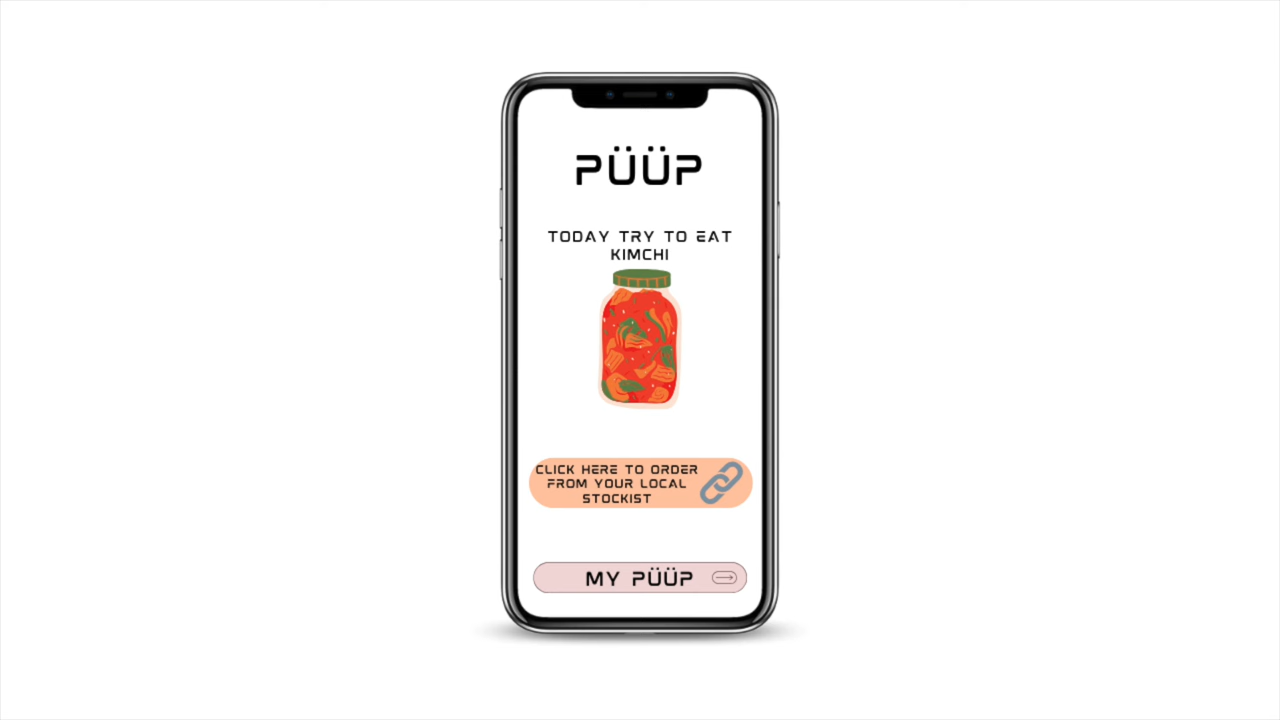 PÜÜP
TODAY TRY TO EAT
KIMCHI
CLICK HERE TO ORDER
FROM YOUR LOCAL
STOCKIST
MY PÜÜP